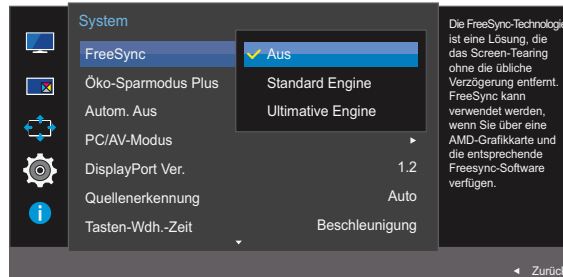 System
FreeSync
Aus
Öko-Sparmodus Plus
Standard Engine
Autom. Aus
Ultimative Engine
PC/AV-Modus
DisplayPort Ver. 1.2
Quellenerkennung Auto
Tasten-Wdh.-Zeit Beschleunigung
Die FreeSync-Technologie
ist eine Lösung, die
das Screen-Tearing
ohne die übliche
Verzögerung entfernt.
FreeSync kann
verwendet werden,
wenn Sie über eine
AMD-Grafikkarte und
die entsprechende
Freesync-Software
verfügen.
Zurück